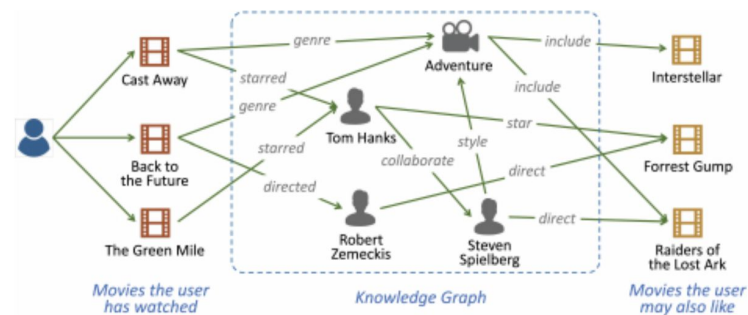 genre
include
Cast Away
Adventure
Interstellar
starred
include
genre
Tom Hanks
star
Back to
the Future
starred
style
collaborate
Forrest Gump
directed
direct
direct
The Green Mile
Robert
Zemeckis
Steven
Spielberg
Raiders of
the Lost Ark
Movies the user
has watched
Knowledge Graph
Movies the user
may also like